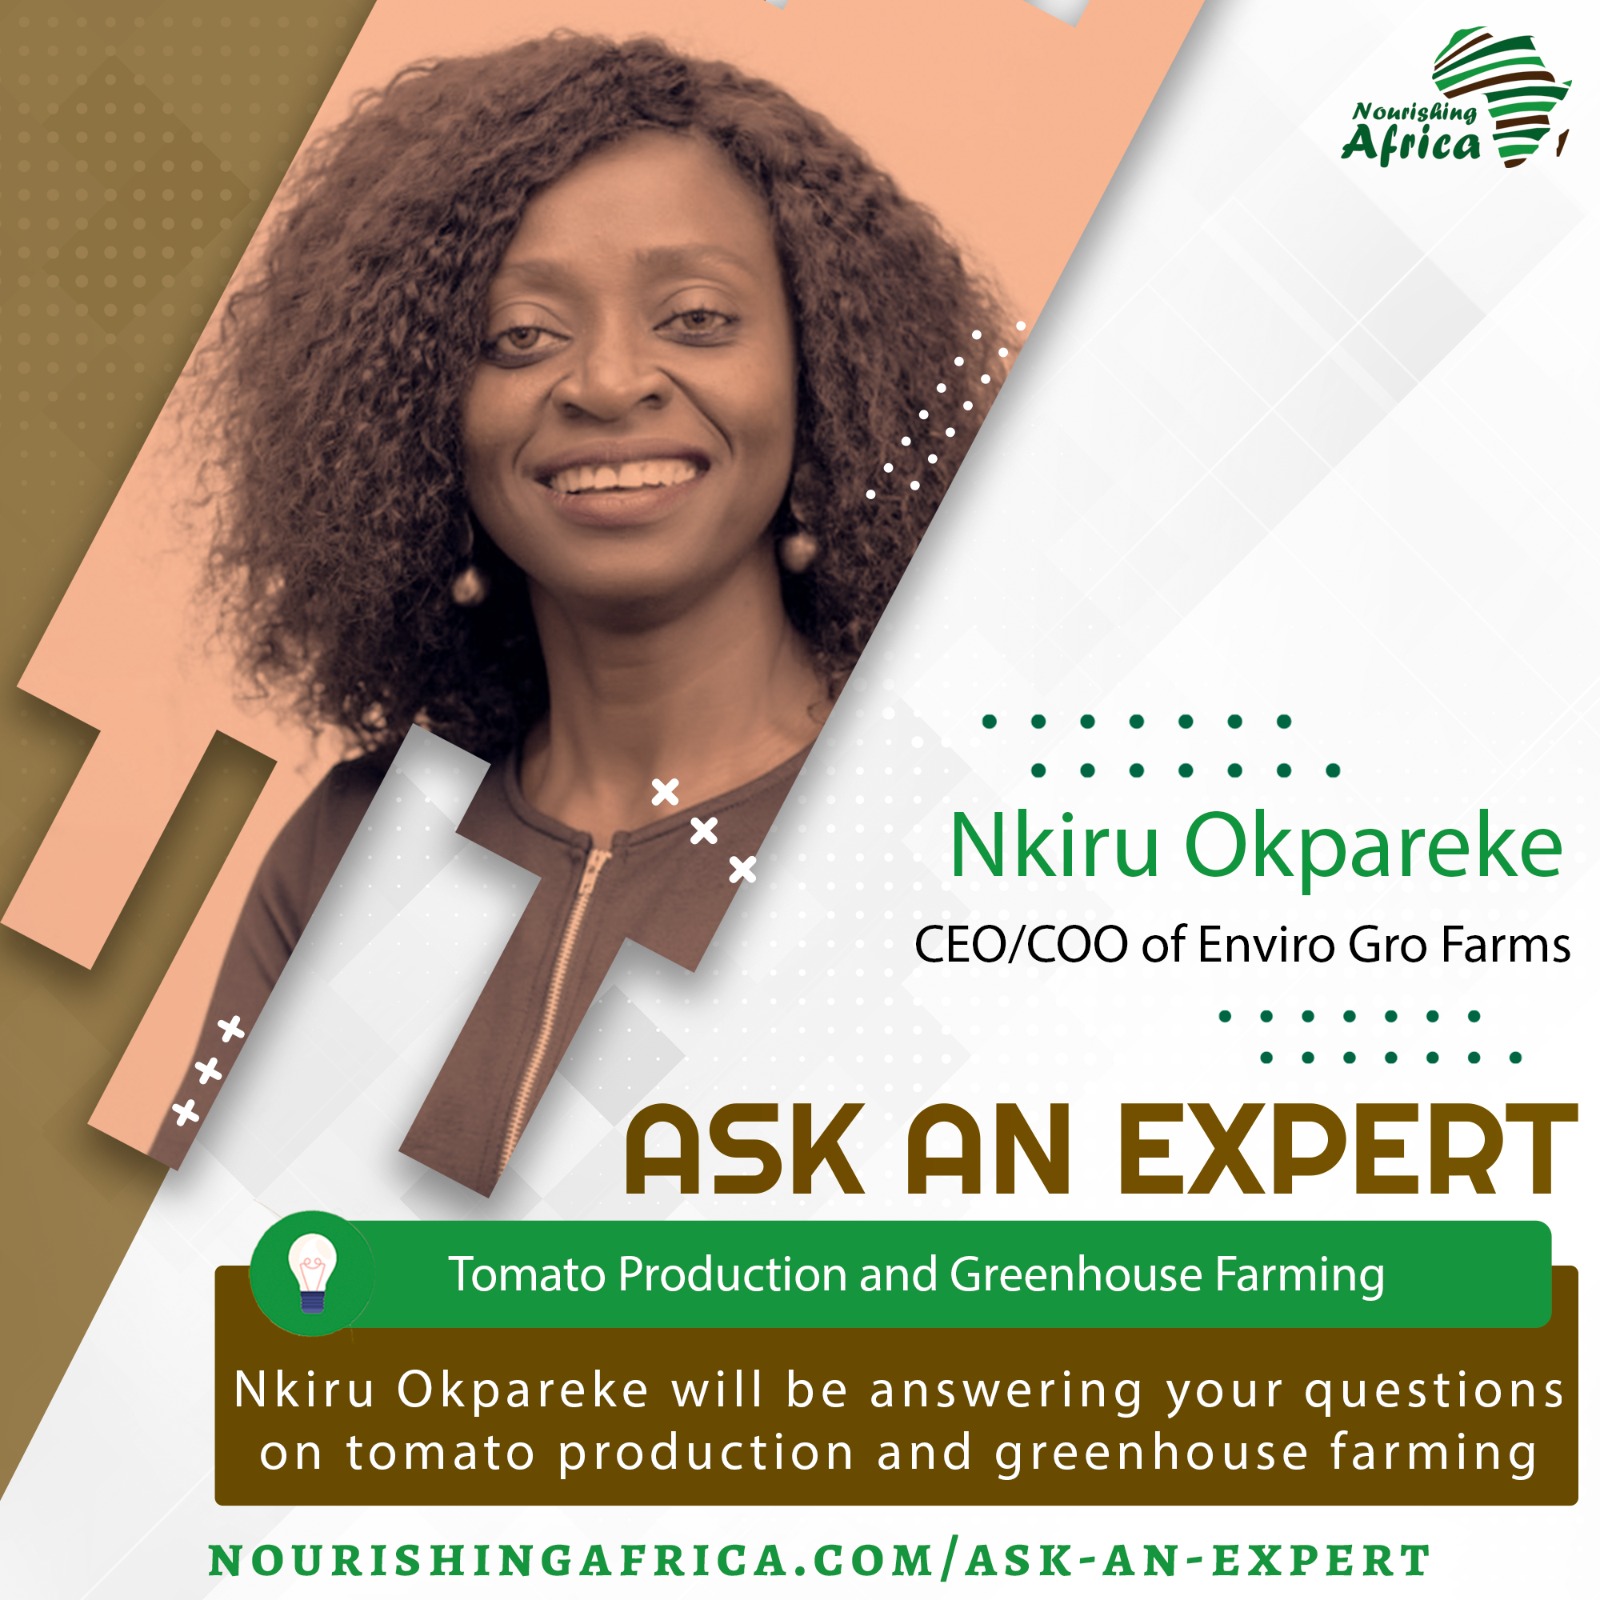 Nourishing
Africa
Nkiru Okpareke
CEO/COO of Enviro Gro Farms
ASK AN EXPERT
Tomato Production and Greenhouse Farming
Nkiru Okpareke will be answering your questions
on tomato production and greenhouse farming
NOURISHINGAFRICA.COM/ASK-AN-EXPERT